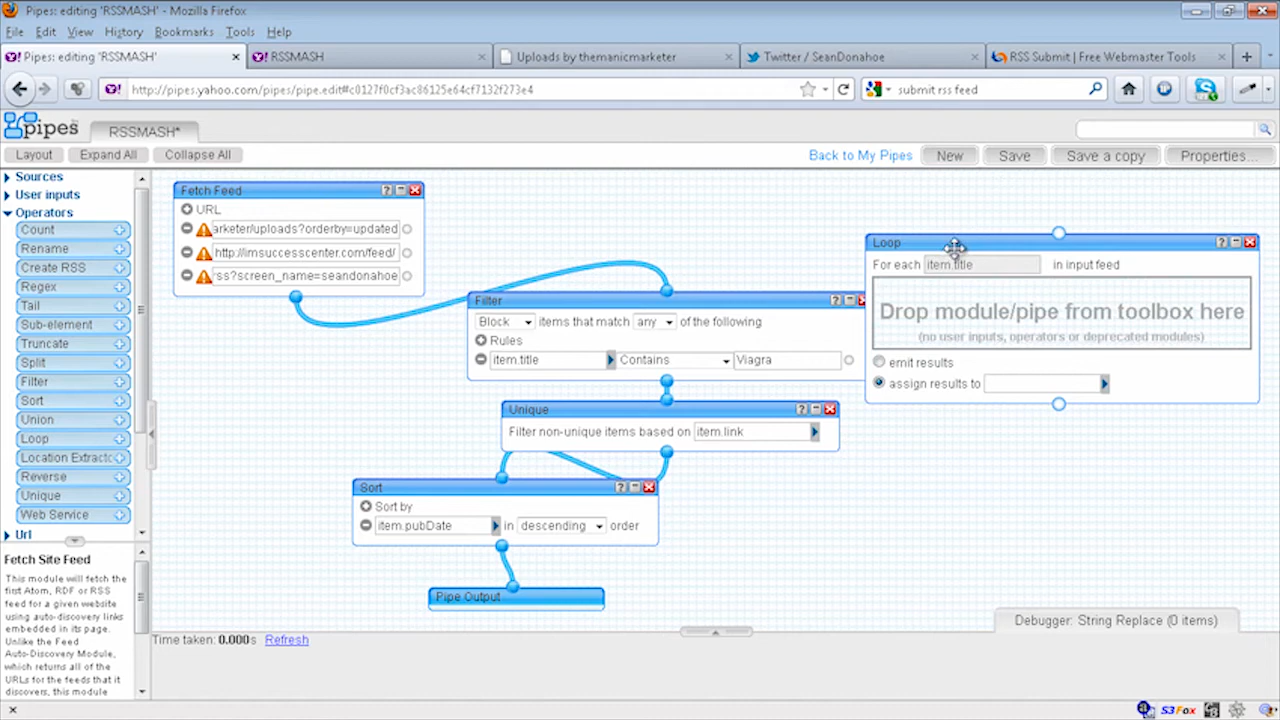 Pipes: editing 'RSSMASH' - Mozilla Firefox
File Edit View History Bookmarks Tools Help
Y! Pipes: editing 'RSSMASH'
Y! RSSMASH
Uploads by themanicmarketer
Twitter / SeanDonahoe
RSS Submit | Free Webmaster Tools
http://pipes.yahoo.com/pipes/pipe.edit#c0127f0cf3ac86125e64cf7132f273e4
submit rss feed
pipes
RSSMASH*
Layout Expand All Collapse All
Back to My Pipes New Save Save a copy Properties...
Sources
User inputs
Operators
Count
Rename
Create RSS
Regex
Tail
Sub-element
Truncate
Split
Filter
Sort
Union
Loop
Location Extractc
Reverse
Unique
Web Service
Url
Fetch Site Feed
This module will fetch the
first Atom, RDF or RSS
feed for a given website
using auto-discovery links
embedded in its page.
Unlike the Feed
Auto-Discovery Module,
which returns all of the
URLs for the feeds that it
discovers, this module
Fetch Feed
URL
arketer/uploads?orderby=updated
http://imsuccesscenter.com/feed/
rss?screen_name=seandonahoe
Filter
Block items that match any of the following
Rules
item.title Contains Viagra
Unique
Filter non-unique items based on item.link
Sort
Sort by
item.pubDate in descending order
Pipe Output
Loop
For each item.title in input feed
Drop module/pipe from toolbox here
(no user inputs, operators or deprecated modules)
emit results
assign results to
Debugger: String Replace (0 items)
Time taken: 0.000s Refresh
S3Fox